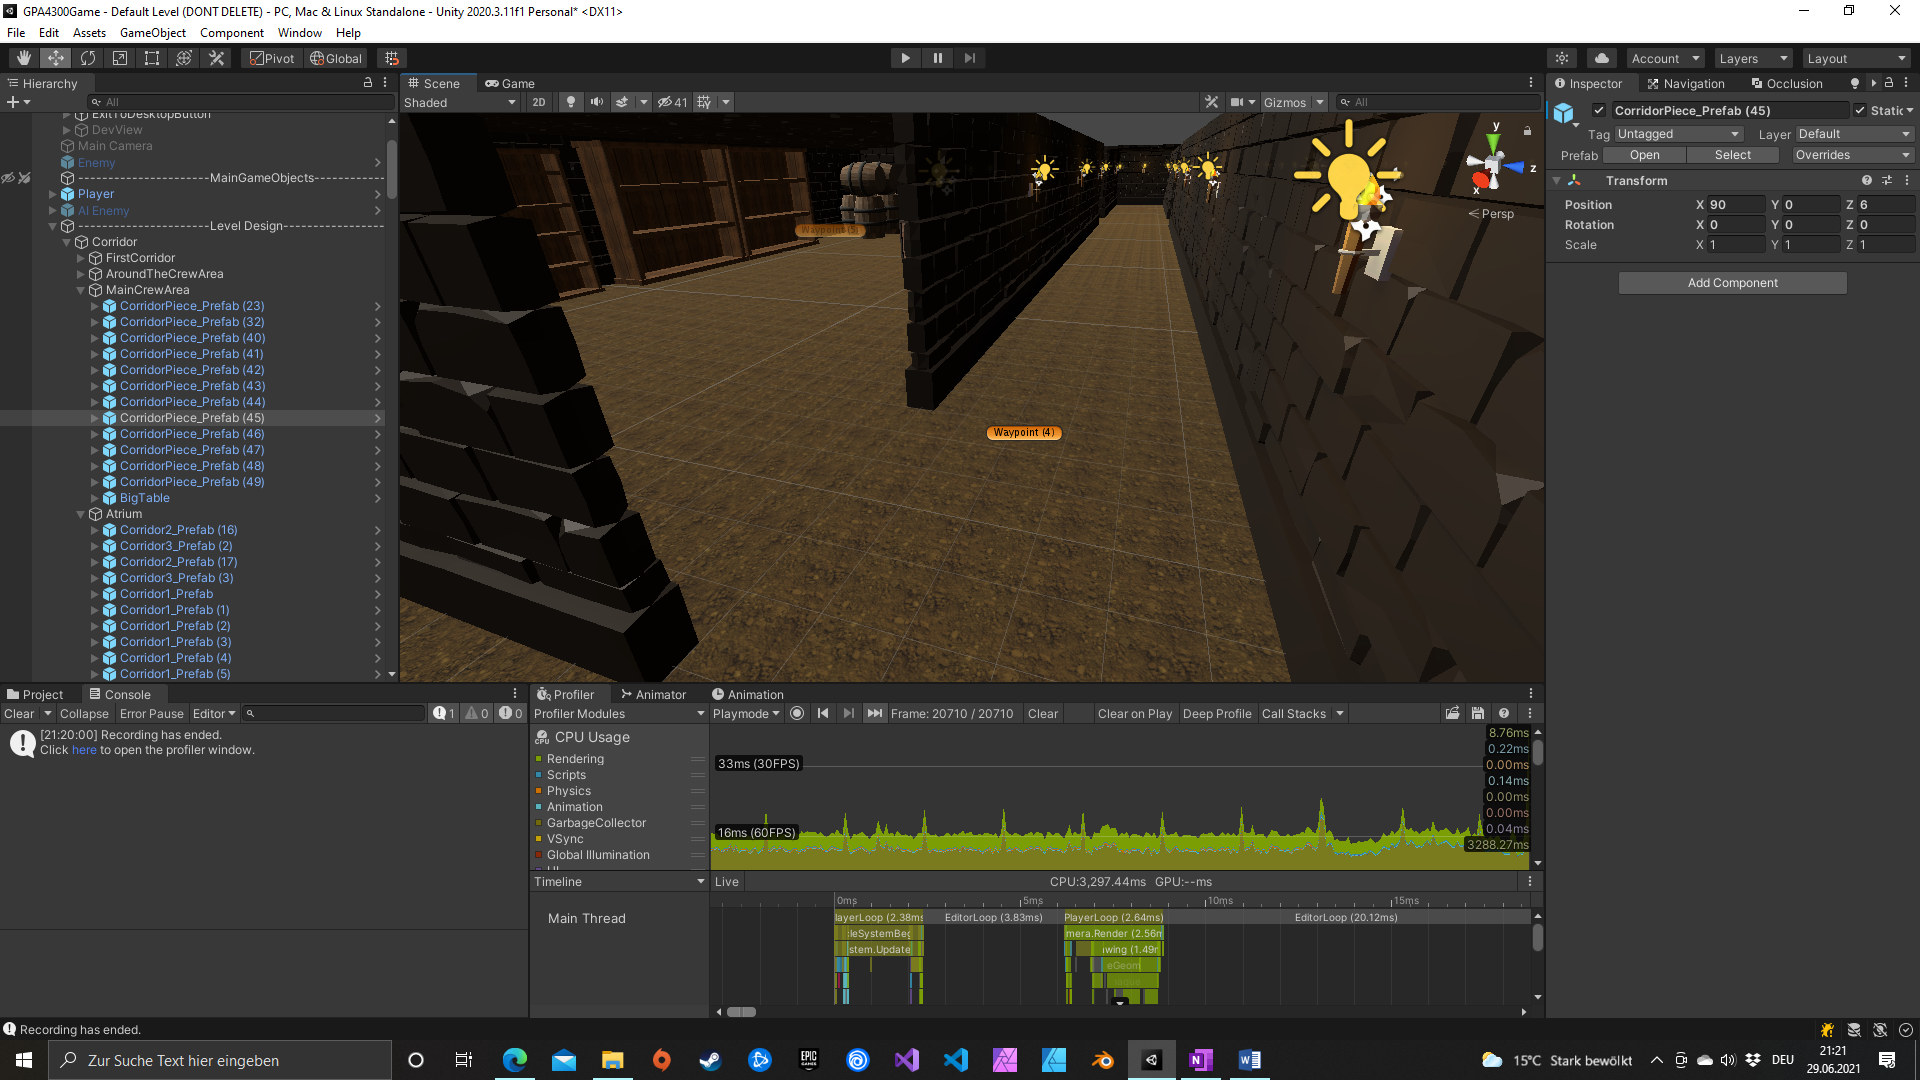 GPA4300Game - Default Level (DONT DELETE) - PC, Mac & Linux Standalone - Unity 2020.3.11f1 Personal* <DX11>
File Edit Assets GameObject Component Window Help
Pivot Global Account Layers Layout
Hierarchy
All
ExitToDesktopButton
DevView
Main Camera
Enemy
----------------------MainGameObjects--------------
Player
AI Enemy
----------------------Level Design-----------------
Corridor
FirstCorridor
AroundTheCrewArea
MainCrewArea
CorridorPiece_Prefab (23)
CorridorPiece_Prefab (32)
CorridorPiece_Prefab (40)
CorridorPiece_Prefab (41)
CorridorPiece_Prefab (42)
CorridorPiece_Prefab (43)
CorridorPiece_Prefab (44)
CorridorPiece_Prefab (45)
CorridorPiece_Prefab (46)
CorridorPiece_Prefab (47)
CorridorPiece_Prefab (48)
CorridorPiece_Prefab (49)
BigTable
Atrium
Corridor2_Prefab (16)
Corridor3_Prefab (2)
Corridor2_Prefab (17)
Corridor3_Prefab (3)
Corridor1_Prefab
Corridor1_Prefab (1)
Corridor1_Prefab (2)
Corridor1_Prefab (3)
Corridor1_Prefab (4)
Corridor1_Prefab (5)
Scene Game
Shaded 2D 41 Gizmos All
y
z
x
Persp
Waypoint (5)
Waypoint (4)
Inspector Navigation Occlusion
CorridorPiece_Prefab (45) Static
Tag Untagged Layer Default
Prefab Open Select Overrides
Transform
Position X 90 Y 0 Z 6
Rotation X 0 Y 0 Z 0
Scale X 1 Y 1 Z 1
Add Component
Project Console
Clear Collapse Error Pause Editor 1 0 0
[21:20:00] Recording has ended.
Click here to open the profiler window.
Profiler Animator Animation
Profiler Modules Playmode Frame: 20710 / 20710 Clear Clear on Play Deep Profile Call Stacks
CPU Usage
Rendering
Scripts
Physics
Animation
GarbageCollector
VSync
Global Illumination
UI
33ms (30FPS)
16ms (60FPS)
8.76ms
0.22ms
0.00ms
0.14ms
0.00ms
0.00ms
0.04ms
3288.27ms
Timeline Live CPU:3,297.44ms GPU:--ms
0ms 5ms 10ms 15ms
Main Thread
layerLoop (2.38ms EditorLoop (3.83ms) PlayerLoop (2.64ms) EditorLoop (20.12ms)
leSystemBeg mera.Render (2.56m
stem.Update wing (1.49m
eGeom
Recording has ended.
Zur Suche Text hier eingeben
EPIC GAMES
15°C Stark bewölkt
DEU
21:21
29.06.2021